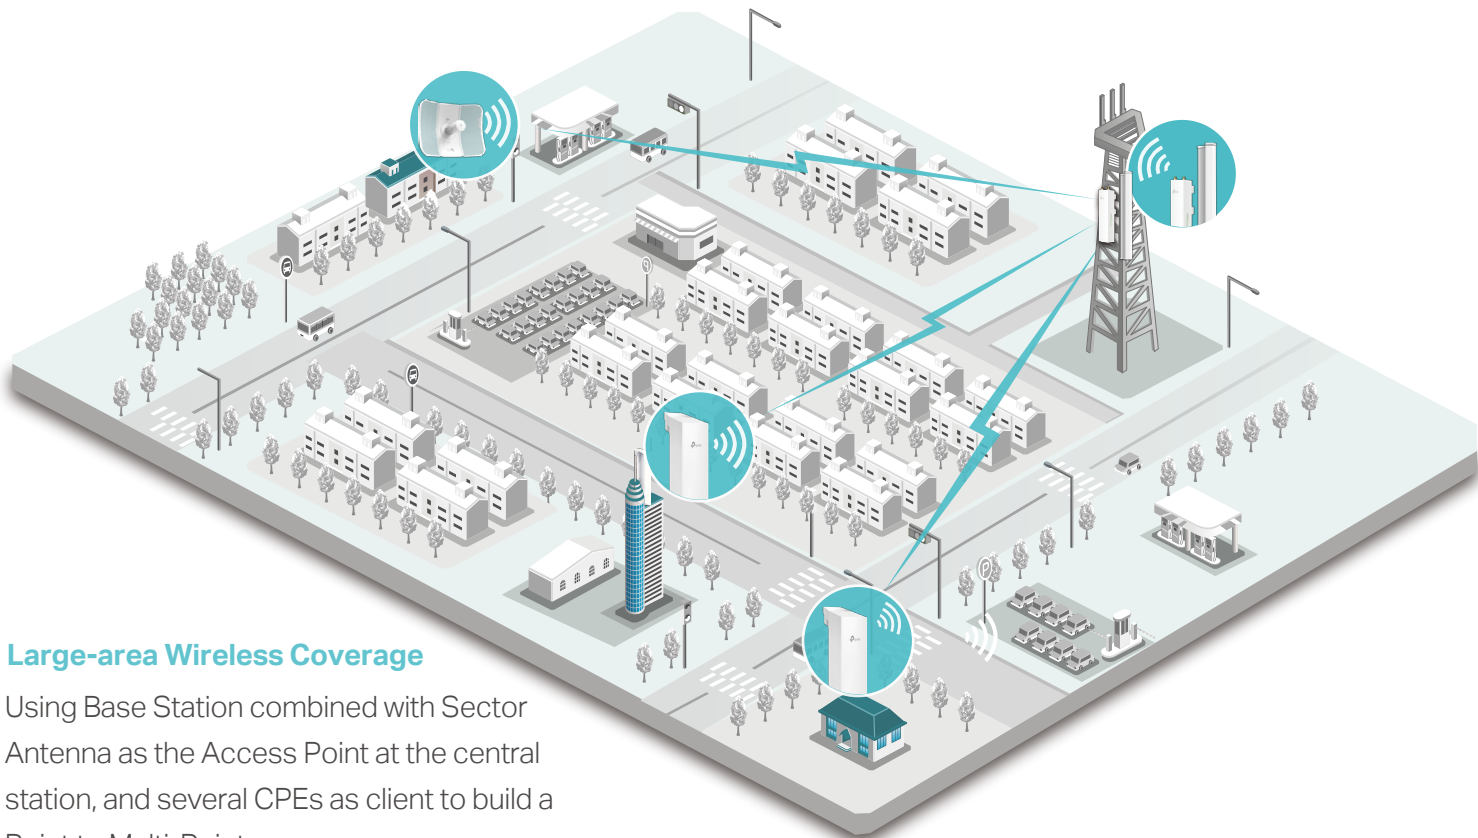 Large-area Wireless Coverage
Using Base Station combined with Sector
Antenna as the Access Point at the central
station, and several CPEs as client to build a
P